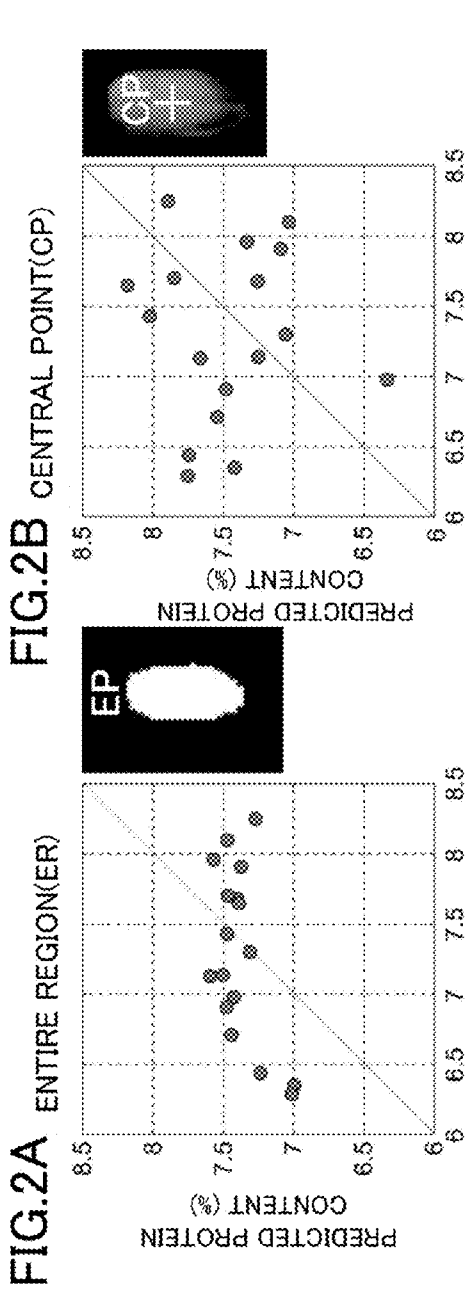 FIG.2A ENTIRE REGION(ER)
PREDICTED PROTEIN
CONTENT (%)
8.5
8
7.5
7
6.5
6
6 6.5 7 7.5 8 8.5
EP
FIG.2B CENTRAL POINT(CP)
PREDICTED PROTEIN
CONTENT (%)
8.5
8
7.5
7
6.5
6
6 6.5 7 7.5 8 8.5
CP